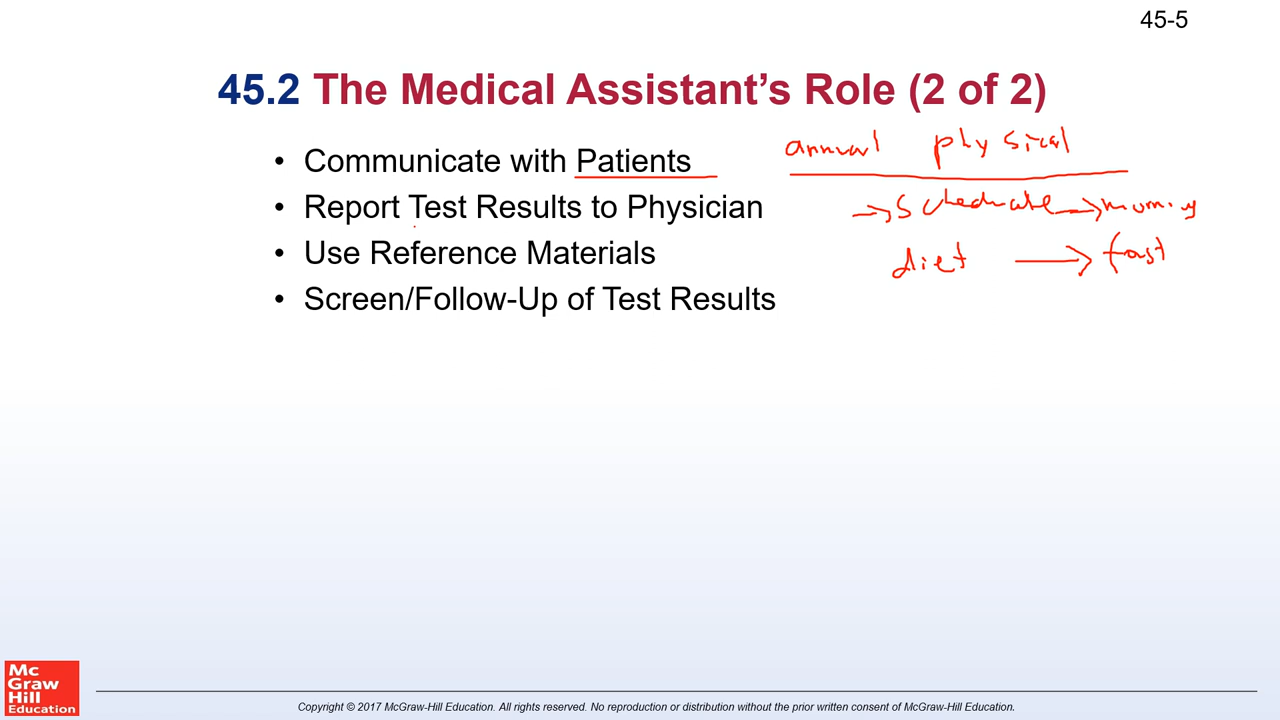 45-5
45.2 The Medical Assistant’s Role (2 of 2)
• Communicate with Patients
• Report Test Results to Physician
• Use Reference Materials
• Screen/Follow-Up of Test Results
annual physical
→ Schedule → morning
diet → fast
Mc
Graw
Hill
Education
Copyright © 2017 McGraw-Hill Education. All rights reserved. No reproduction or distribution without the prior written consent of McGraw-Hill Education.